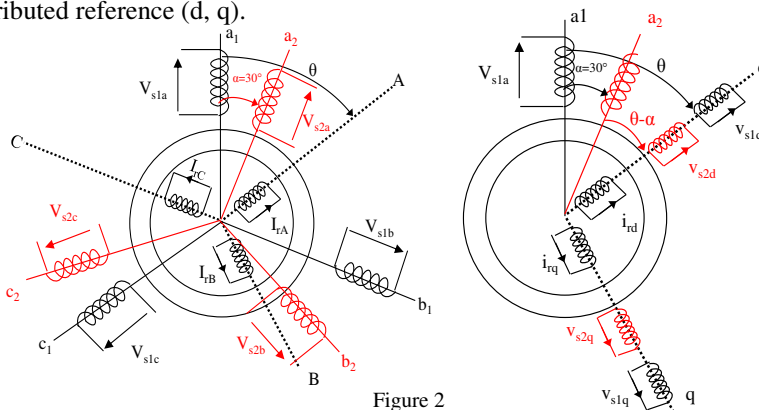 ributed reference (d, q).
a1
a2
α=30°
θ
A
Vs1a
Vs2a
C
IrC
IrA
IrB
Vs2c
Vs1b
c2
c1
Vs1c
Vs2b
b2
b1
B
a1
a2
α=30°
θ
Vs1a
θ-α
vs2d
ird
irq
vs2q
vs1q
q
Figure 2